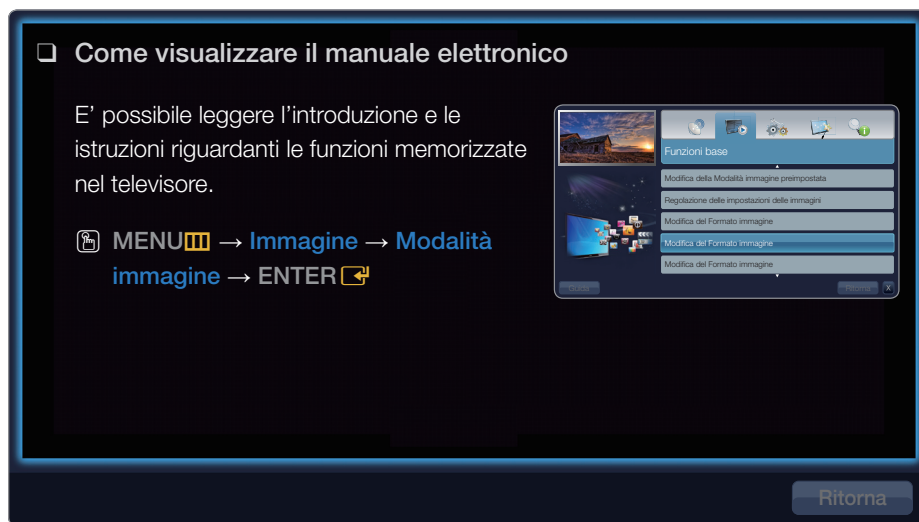 ❑ Come visualizzare il manuale elettronico
E’ possibile leggere l’introduzione e le
istruzioni riguardanti le funzioni memorizzate
nel televisore.
MENU → Immagine → Modalità
immagine → ENTER
Funzioni base
Modifica della Modalità immagine preimpostata
Regolazione delle impostazioni delle immagini
Modifica del Formato immagine
Modifica del Formato immagine
Modifica del Formato immagine
Guida
Ritorna X
Ritorna